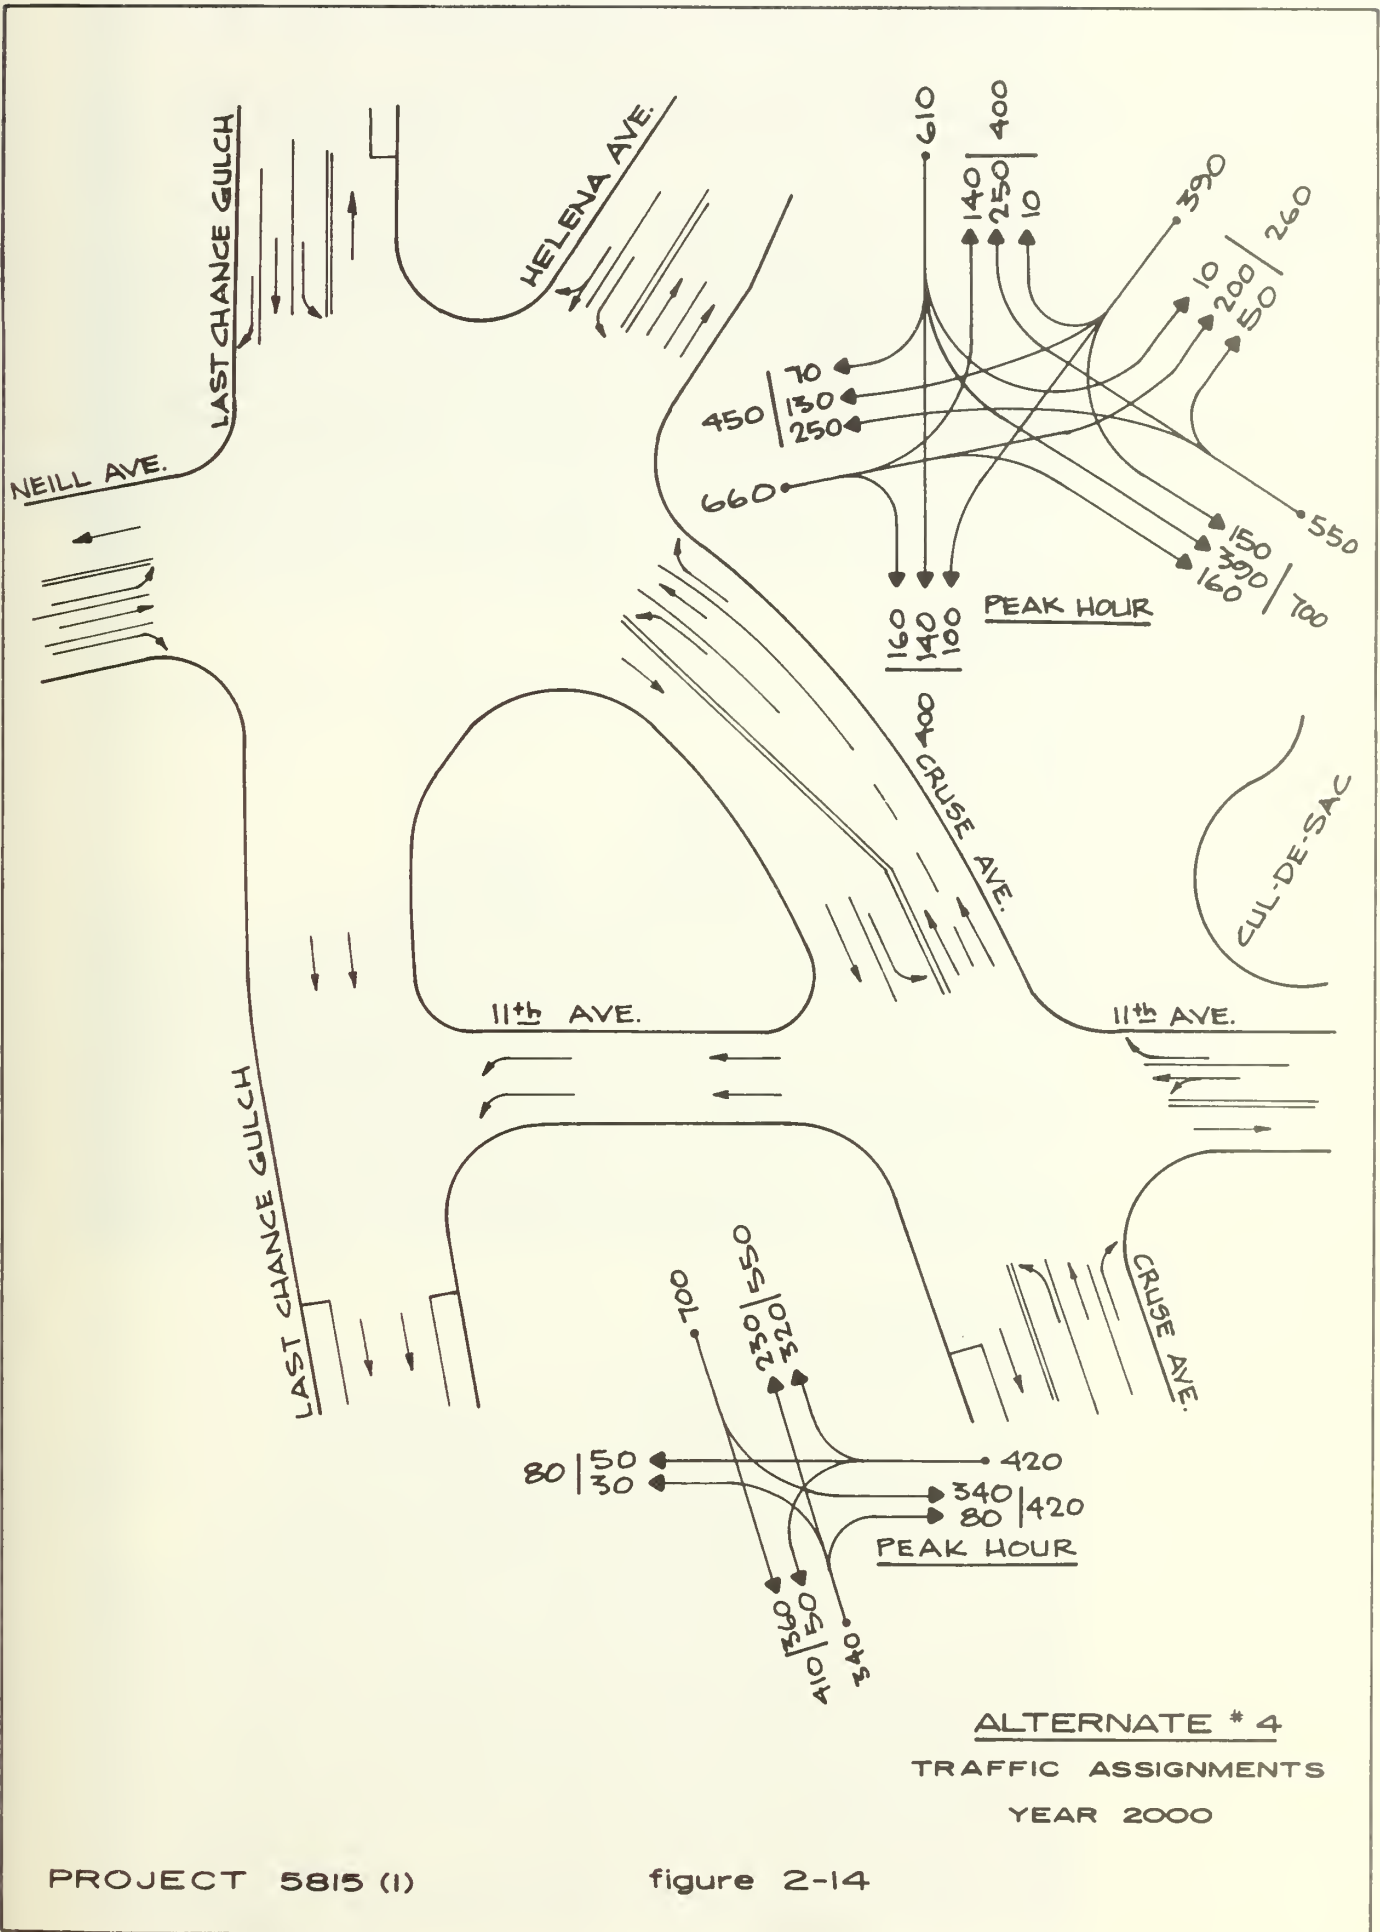 LAST CHANCE GULCH
HELENA AVE.
NEILL AVE.
610
140 | 400
250
10
390
10
200 | 260
50
70
450 | 130
250
660
550
150
390 | 700
160
160
140
100
400
PEAK HOUR
CRUSE AVE.
CUL-DE-SAC
11th AVE.
11th AVE.
LAST CHANCE GULCH
CRUSE AVE.
700
230 | 550
320
80 | 50
30
420
340 | 420
80
PEAK HOUR
410 | 360
50
340
ALTERNATE # 4
TRAFFIC ASSIGNMENTS
YEAR 2000
PROJECT 5815 (1)
figure 2-14